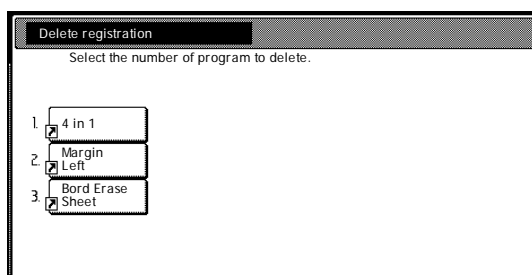 Delete registration
Select the number of program to delete.
1. 4 in 1
2. Margin
Left
3. Bord Erase
Sheet